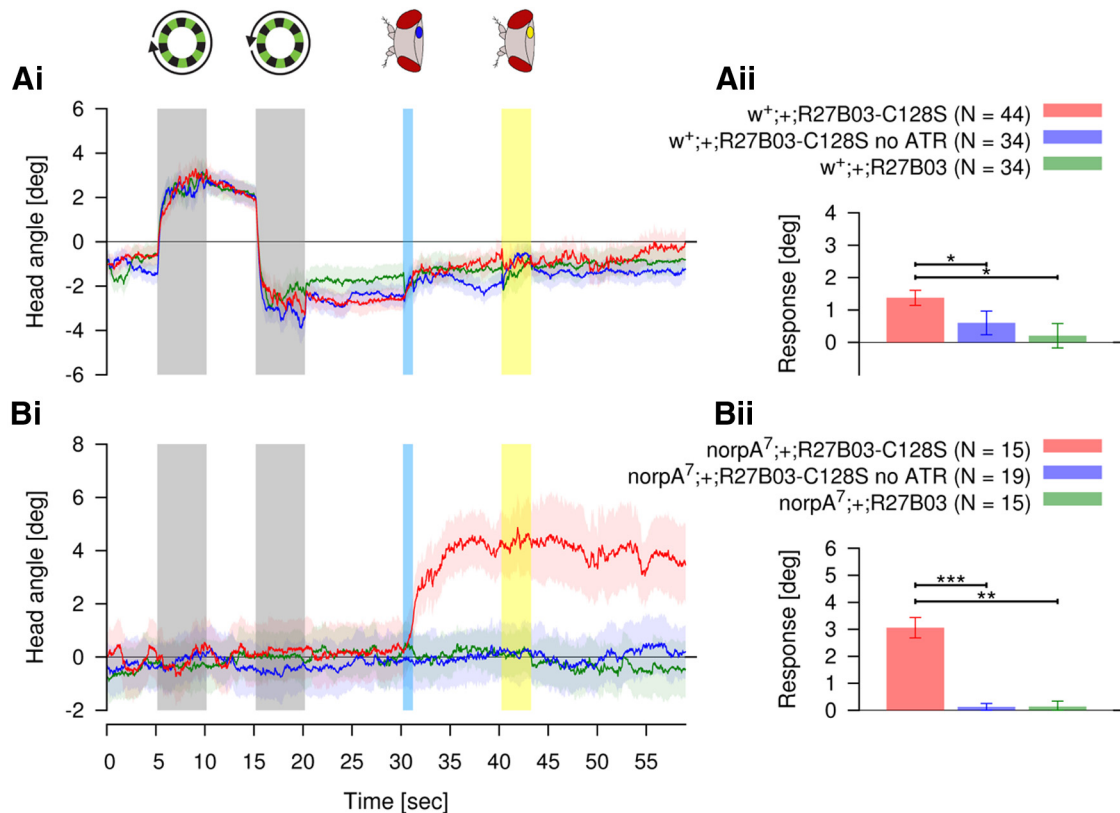 Ai
Aii
6
4
2
0
-2
-4
-6
Head angle [deg]
w+;+;R27B03-C128S (N = 44)
w+;+;R27B03-C128S no ATR (N = 34)
w+;+;R27B03 (N = 34)
4
3
2
1
0
Response [deg]
*
*
Bi
Bii
8
6
4
2
0
-2
Head angle [deg]
0 5 10 15 20 25 30 35 40 45 50 55
Time [sec]
norpA7;+;R27B03-C128S (N = 15)
norpA7;+;R27B03-C128S no ATR (N = 19)
norpA7;+;R27B03 (N = 15)
6
5
4
3
2
1
0
Response [deg]
***
**